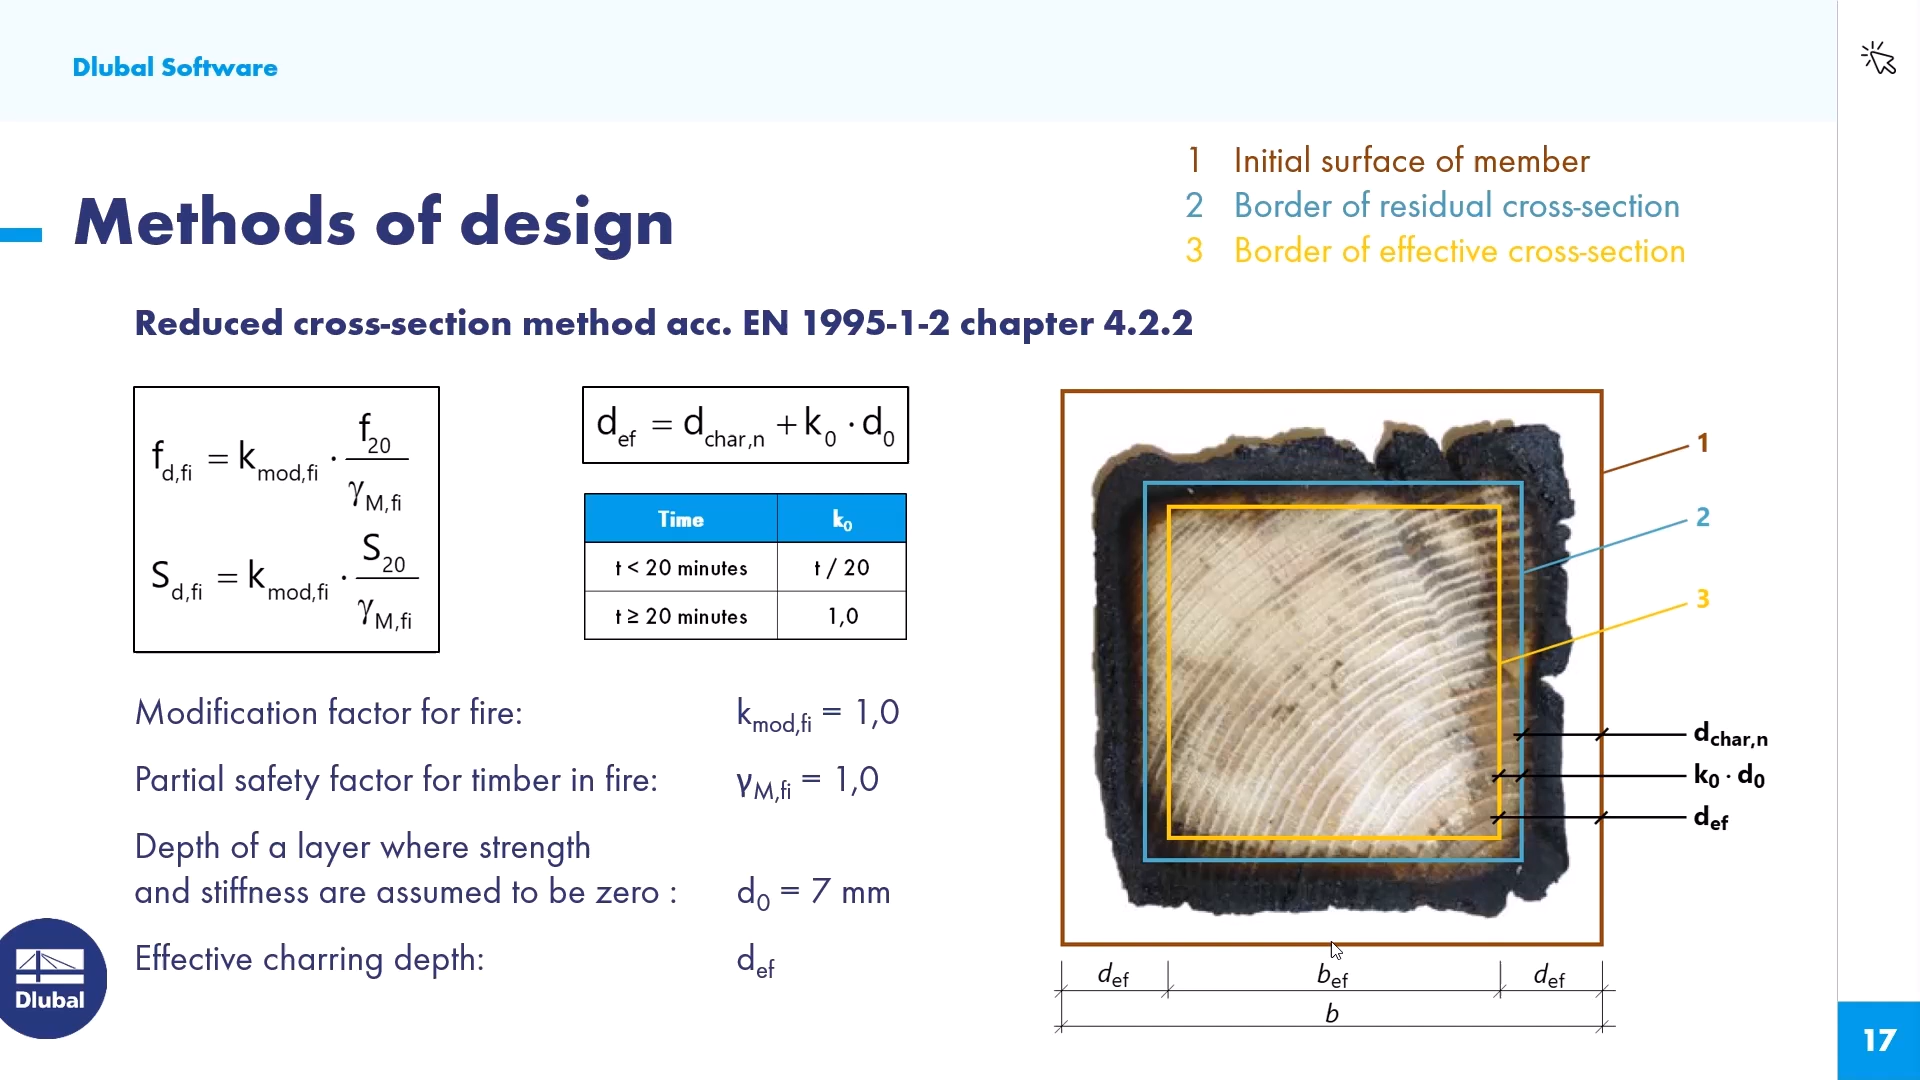 Dlubal Software
Methods of design
1 Initial surface of member
2 Border of residual cross-section
3 Border of effective cross-section
Reduced cross-section method acc. EN 1995-1-2 chapter 4.2.2
f_d,fi = k_mod,fi · f_20 / γ_M,fi
S_d,fi = k_mod,fi · S_20 / γ_M,fi
d_ef = d_char,n + k_0 · d_0
Time k_0
t < 20 minutes t / 20
t ≥ 20 minutes 1,0
Modification factor for fire: k_mod,fi = 1,0
Partial safety factor for timber in fire: γ_M,fi = 1,0
Depth of a layer where strength
and stiffness are assumed to be zero : d_0 = 7 mm
Effective charring depth: d_ef
1
2
3
d_char,n
k_0 · d_0
d_ef
d_ef b_ef d_ef
b
Dlubal
17